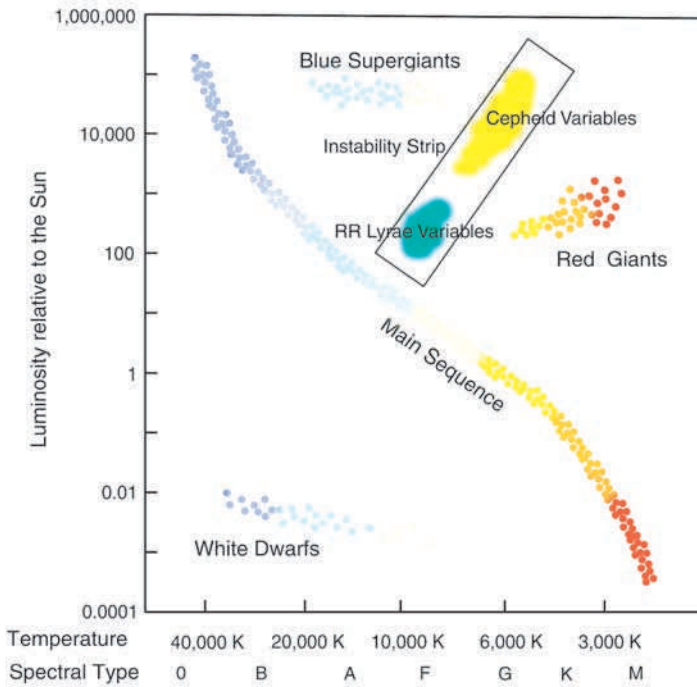 1,000,000
Blue Supergiants
10,000
Cepheid Variables
Instability Strip
RR Lyrae Variables
100
Red Giants
Luminosity relative to the Sun
Main Sequence
1
0.01
White Dwarfs
0.0001
Temperature 40,000 K 20,000 K 10,000 K 6,000 K 3,000 K
Spectral Type 0 B A F G K M